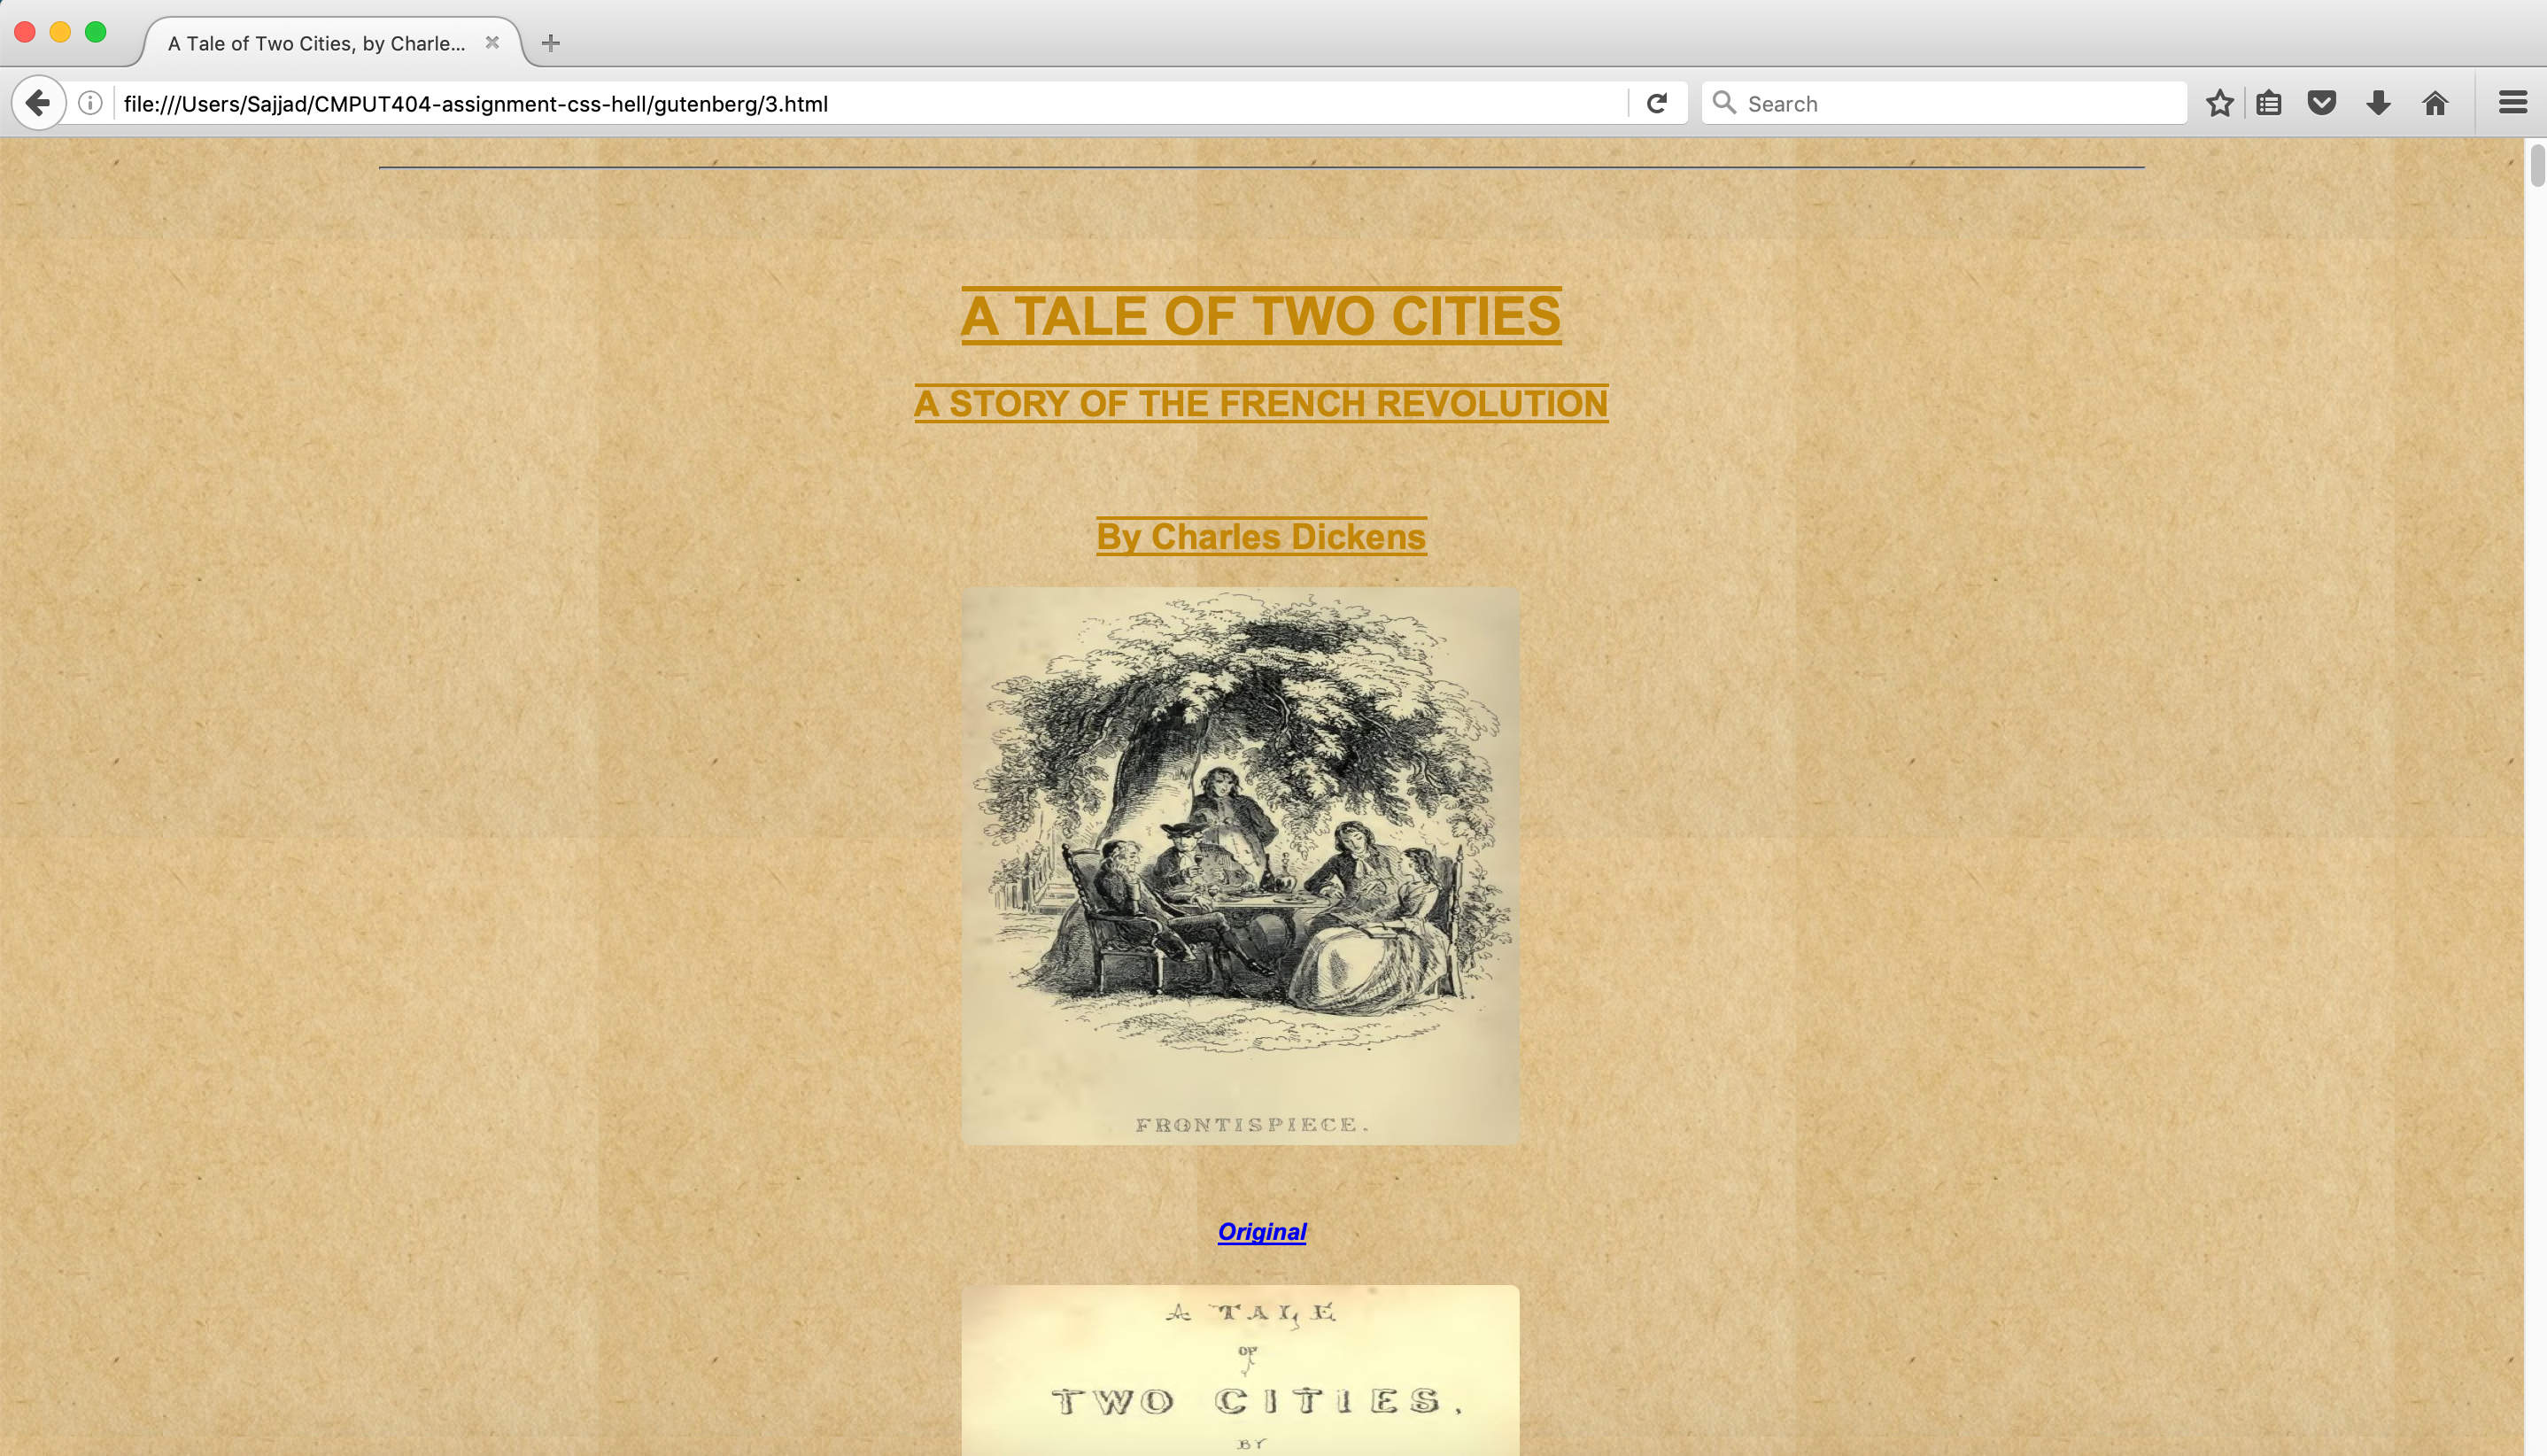 A Tale of Two Cities, by Charle...
file:///Users/Sajjad/CMPUT404-assignment-css-hell/gutenberg/3.html
Search
A TALE OF TWO CITIES
A STORY OF THE FRENCH REVOLUTION
By Charles Dickens
FRONTISPIECE.
Original
A TALE
OF
TWO CITIES.
BY